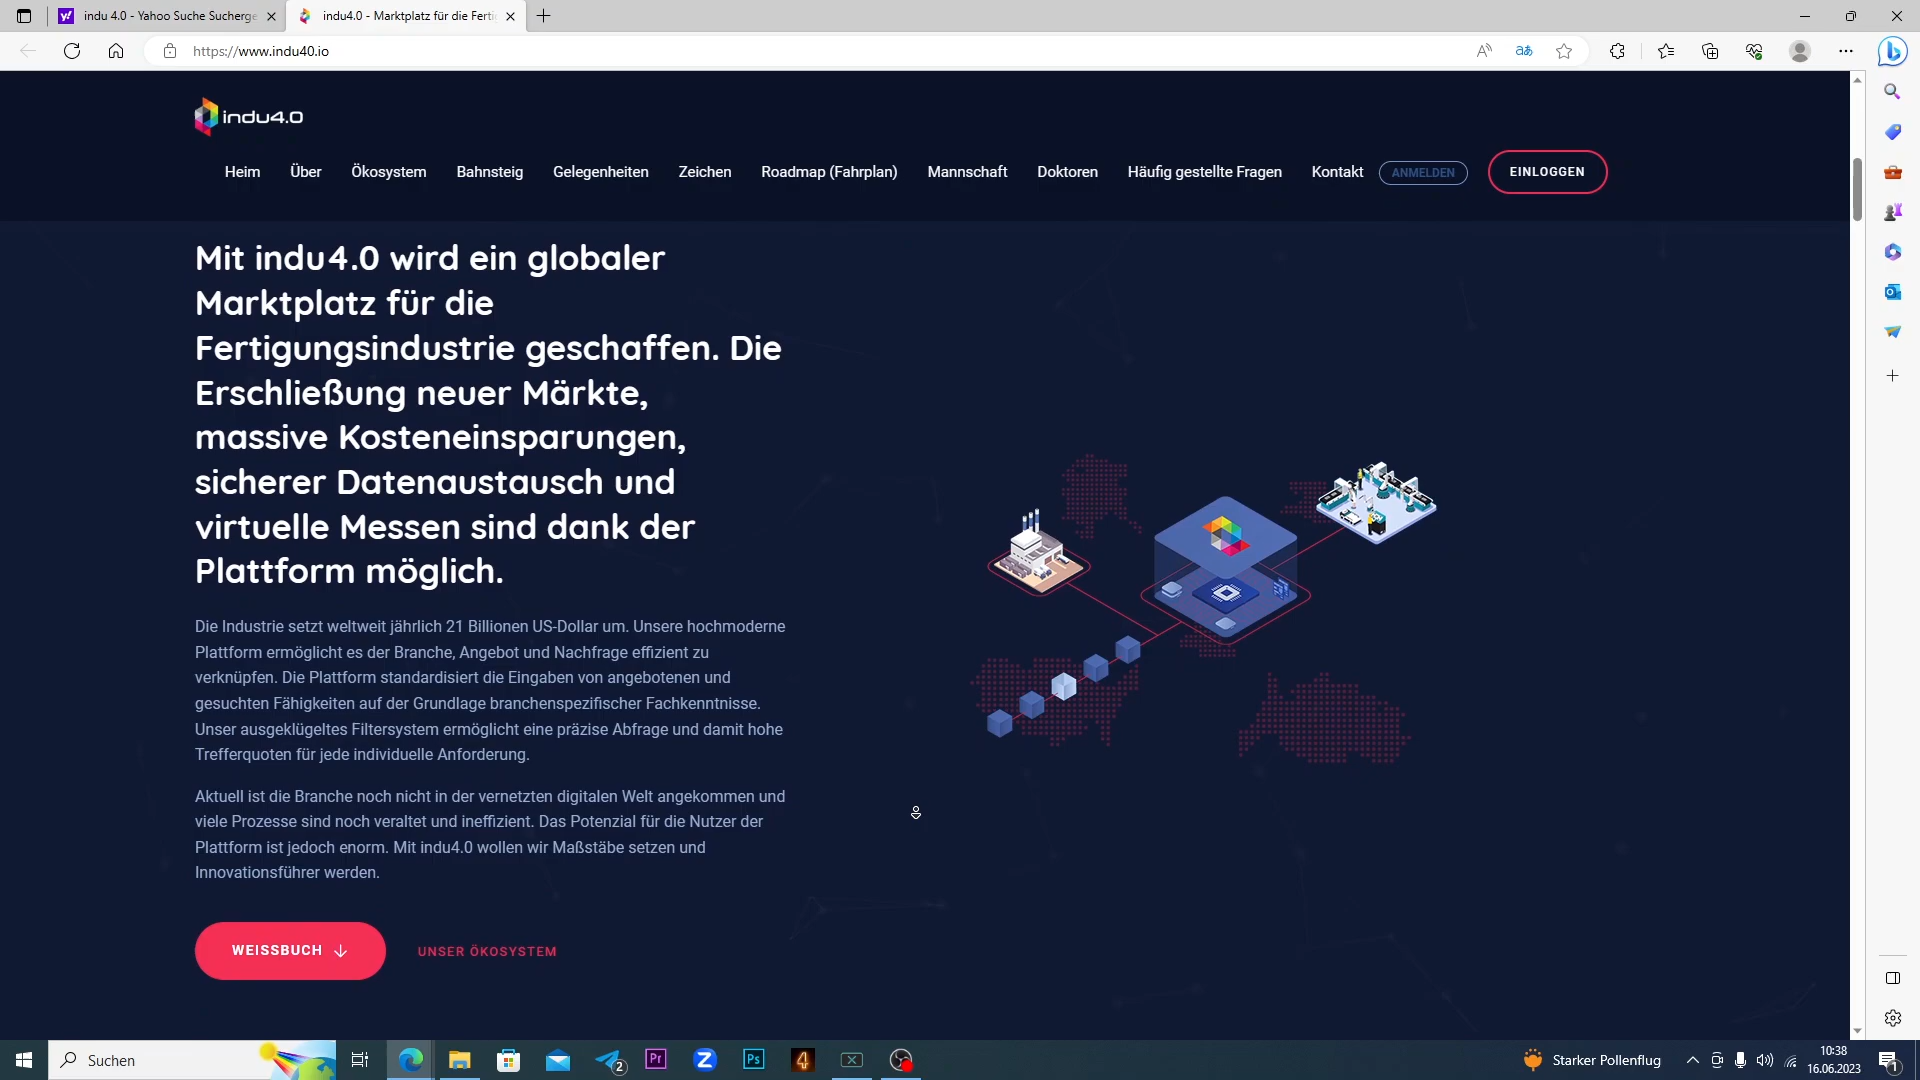 indu 4.0 - Yahoo Suche Sucherge
indu4.0 - Marktplatz für die Ferti
https://www.indu40.io
indu4.0
Heim
Über
Ökosystem
Bahnsteig
Gelegenheiten
Zeichen
Roadmap (Fahrplan)
Mannschaft
Doktoren
Häufig gestellte Fragen
Kontakt
ANMELDEN
EINLOGGEN
Mit indu4.0 wird ein globaler
Marktplatz für die
Fertigungsindustrie geschaffen. Die
Erschließung neuer Märkte,
massive Kosteneinsparungen,
sicherer Datenaustausch und
virtuelle Messen sind dank der
Plattform möglich.
Die Industrie setzt weltweit jährlich 21 Billionen US-Dollar um. Unsere hochmoderne
Plattform ermöglicht es der Branche, Angebot und Nachfrage effizient zu
verknüpfen. Die Plattform standardisiert die Eingaben von angebotenen und
gesuchten Fähigkeiten auf der Grundlage branchenspezifischer Fachkenntnisse.
Unser ausgeklügeltes Filtersystem ermöglicht eine präzise Abfrage und damit hohe
Trefferquoten für jede individuelle Anforderung.
Aktuell ist die Branche noch nicht in der vernetzten digitalen Welt angekommen und
viele Prozesse sind noch veraltet und ineffizient. Das Potenzial für die Nutzer der
Plattform ist jedoch enorm. Mit indu4.0 wollen wir Maßstäbe setzen und
Innovationsführer werden.
WEISSBUCH
UNSER ÖKOSYSTEM
Suchen
2
Pr
Z
Ps
4
Starker Pollenflug
10:38
16.06.2023
1